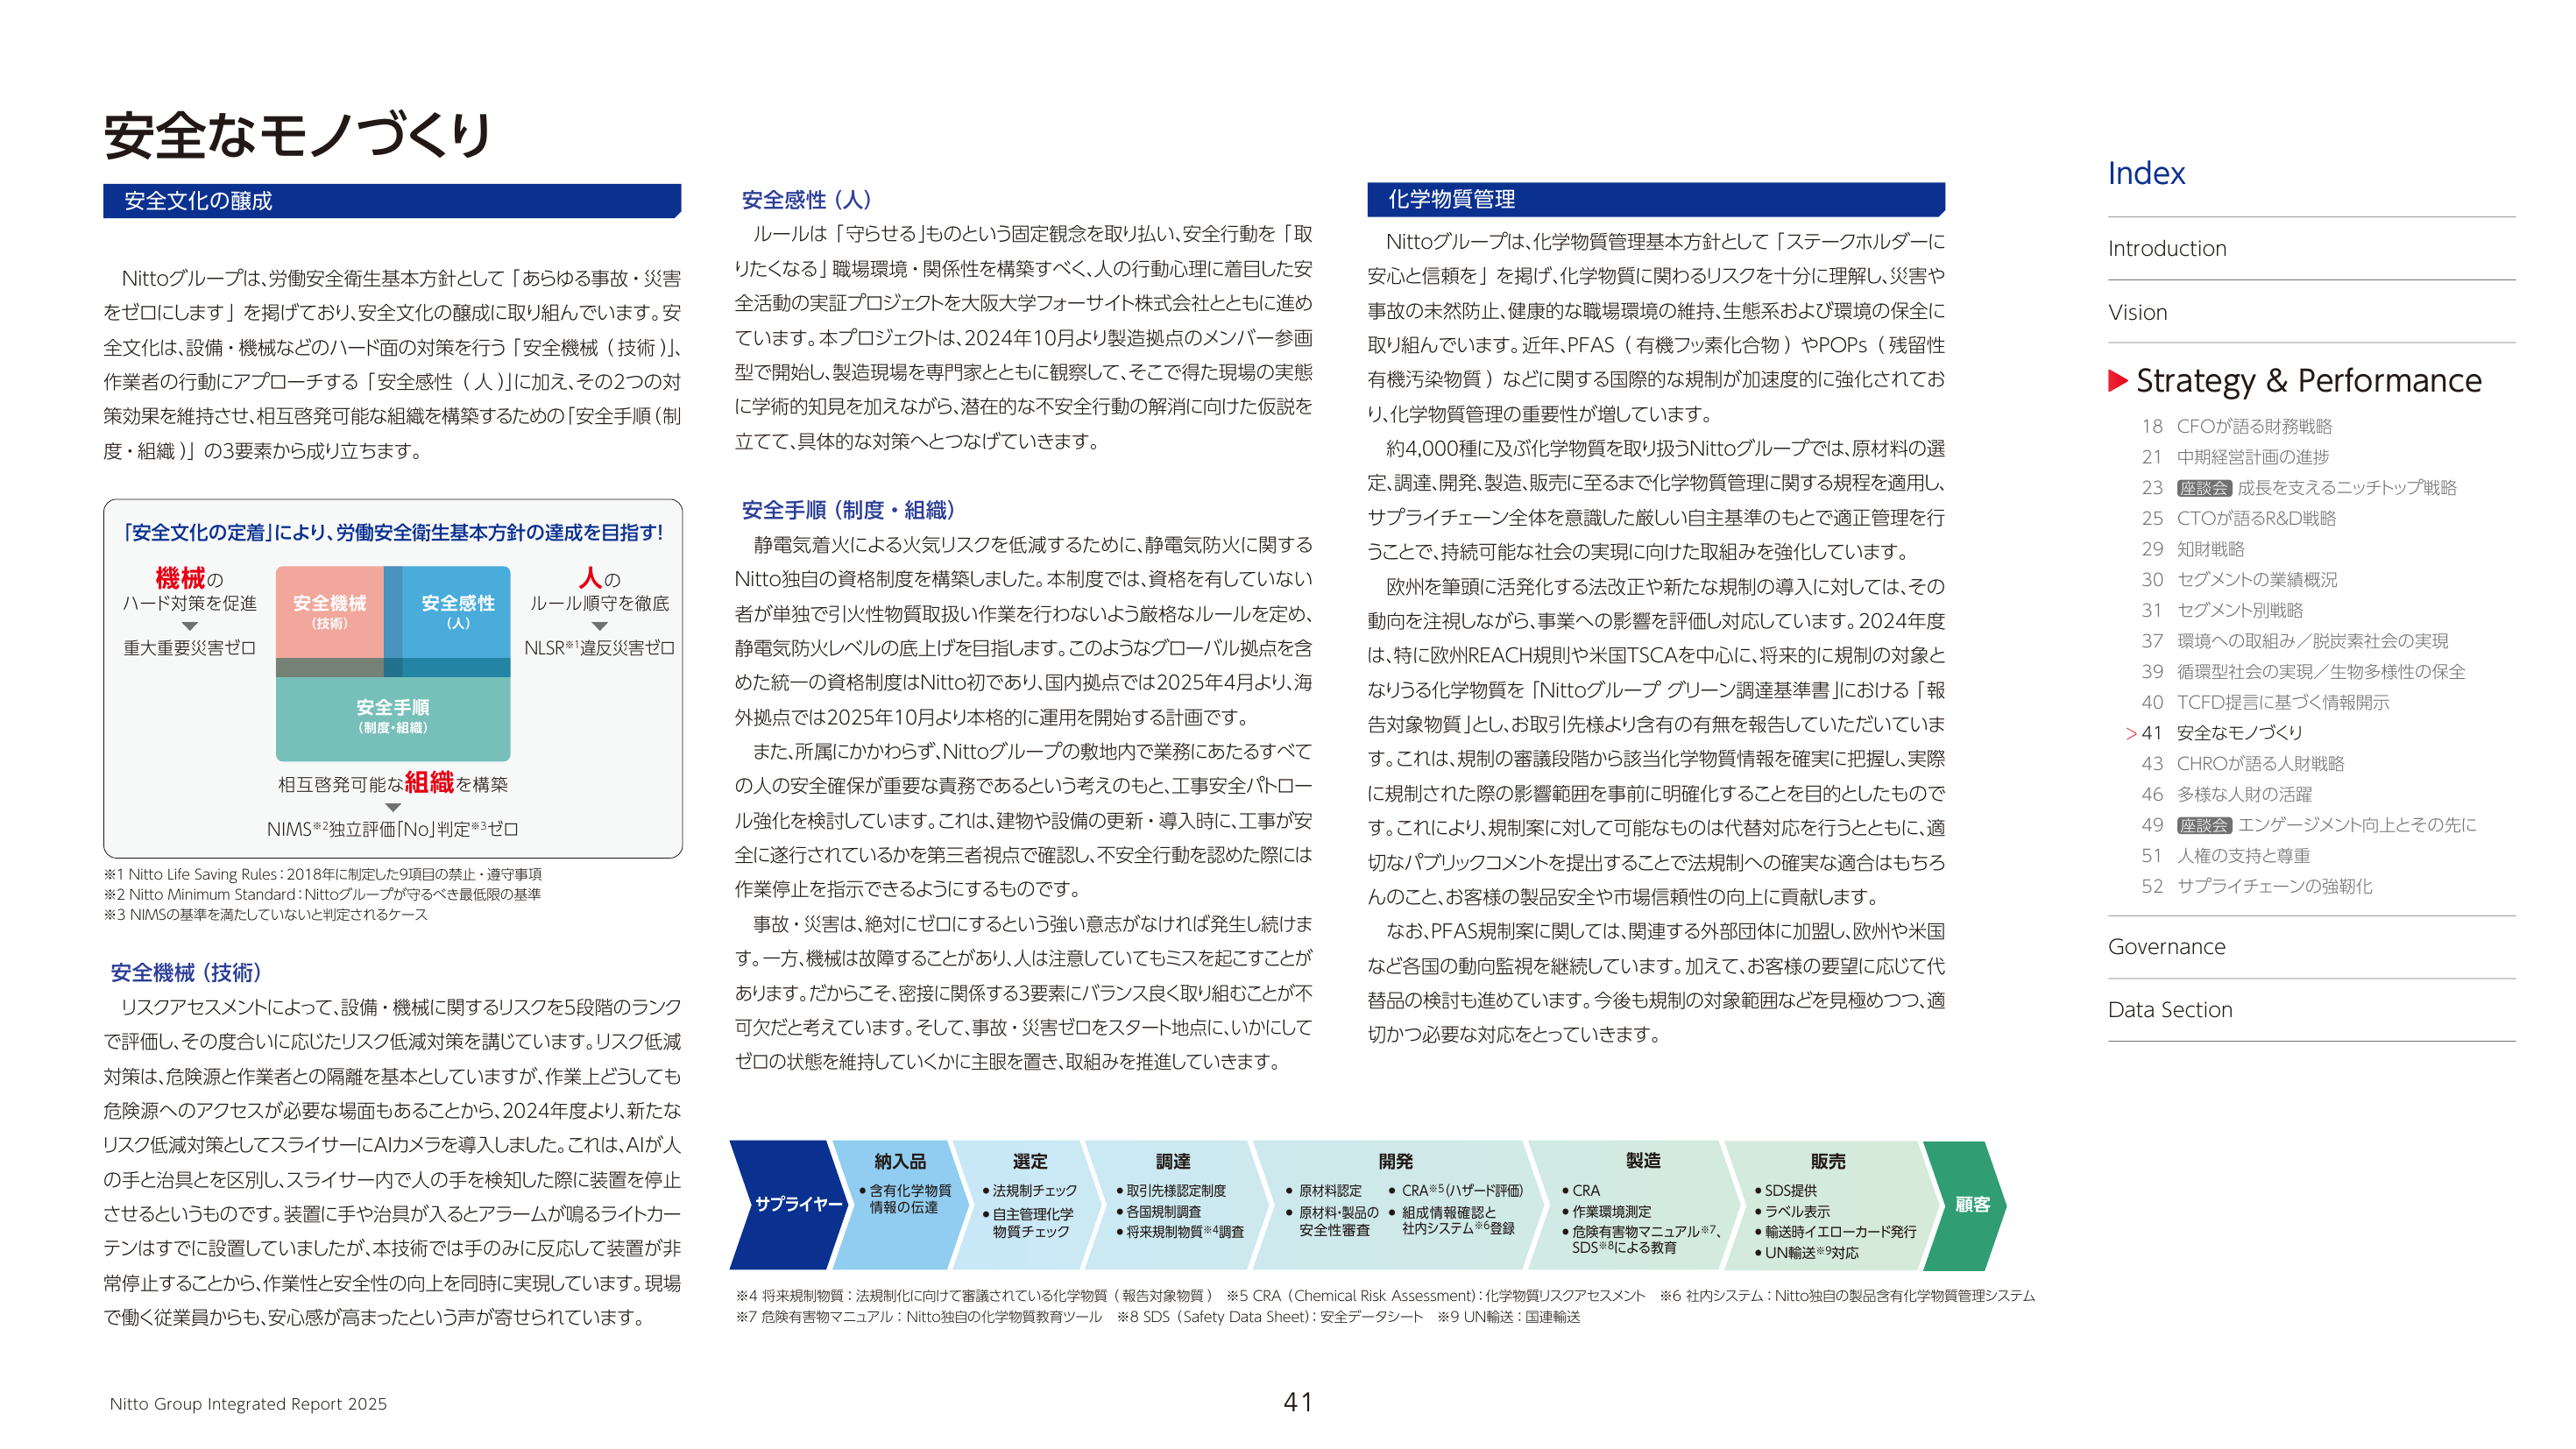 安全なモノづくり
安全文化の醸成
Nittoグループは、労働安全衛生基本方針として「あらゆる事故・災害
をゼロにします」を掲げており、安全文化の醸成に取り組んでいます。安
全文化は、設備・機械などのハード面の対策を行う「安全機械（技術）」、
作業者の行動にアプローチする「安全感性（人）」に加え、その2つの対
策効果を維持させ、相互啓発可能な組織を構築するための「安全手順（制
度・組織）」の3要素から成り立ちます。
「安全文化の定着」により、労働安全衛生基本方針の達成を目指す!
機械の
ハード対策を促進
重大重要災害ゼロ
安全機械
（技術）
安全感性
（人）
安全手順
（制度・組織）
人の
ルール順守を徹底
NLSR※1違反災害ゼロ
相互啓発可能な組織を構築
NIMS※2独立評価「No」判定※3ゼロ
※1 Nitto Life Saving Rules：2018年に制定した9項目の禁止・遵守事項
※2 Nitto Minimum Standard：Nittoグループが守るべき最低限の基準
※3 NIMSの基準を満たしていないと判定されるケース
安全機械（技術）
リスクアセスメントによって、設備・機械に関するリスクを5段階のランク
で評価し、その度合いに応じたリスク低減対策を講じています。リスク低減
対策は、危険源と作業者との隔離を基本としていますが、作業上どうしても
危険源へのアクセスが必要な場面もあることから、2024年度より、新たな
リスク低減対策としてスライサーにAIカメラを導入しました。これは、AIが人
の手と治具とを区別し、スライサー内で人の手を検知した際に装置を停止
させるというものです。装置に手や治具が入るとアラームが鳴るライトカー
テンはすでに設置していましたが、本技術では手のみに反応して装置が非
常停止することから、作業性と安全性の向上を同時に実現しています。現場
で働く従業員からも、安心感が高まったという声が寄せられています。
安全感性（人）
ルールは「守らせる」ものという固定観念を取り払い、安全行動を「取
りたくなる」職場環境・関係性を構築すべく、人の行動心理に着目した安
全活動の実証プロジェクトを大阪大学フォーサイト株式会社とともに進め
ています。本プロジェクトは、2024年10月より製造拠点のメンバー参画
型で開始し、製造現場を専門家とともに観察して、そこで得た現場の実態
に学術的知見を加えながら、潜在的な不安全行動の解消に向けた仮説を
立てて、具体的な対策へとつなげていきます。
安全手順（制度・組織）
静電気着火による火気リスクを低減するために、静電気防火に関する
Nitto独自の資格制度を構築しました。本制度では、資格を有していない
者が単独で引火性物質取扱い作業を行わないよう厳格なルールを定め、
静電気防火レベルの底上げを目指します。このようなグローバル拠点を含
めた統一の資格制度はNitto初であり、国内拠点では2025年4月より、海
外拠点では2025年10月より本格的に運用を開始する計画です。
また、所属にかかわらず、Nittoグループの敷地内で業務にあたるすべて
の人の安全確保が重要な責務であるという考えのもと、工事安全パトロー
ル強化を検討しています。これは、建物や設備の更新・導入時に、工事が安
全に遂行されているかを第三者視点で確認し、不安全行動を認めた際には
作業停止を指示できるようにするものです。
事故・災害は、絶対にゼロにするという強い意志がなければ発生し続けま
す。一方、機械は故障することがあり、人は注意していてもミスを起こすことが
あります。だからこそ、密接に関係する3要素にバランス良く取り組むことが不
可欠だと考えています。そして、事故・災害ゼロをスタート地点に、いかにして
ゼロの状態を維持していくかに主眼を置き、取組みを推進していきます。
化学物質管理
Nittoグループは、化学物質管理基本方針として「ステークホルダーに
安心と信頼を」を掲げ、化学物質に関わるリスクを十分に理解し、災害や
事故の未然防止、健康的な職場環境の維持、生態系および環境の保全に
取り組んでいます。近年、PFAS（有機フッ素化合物）やPOPs（残留性
有機汚染物質）などに関する国際的な規制が加速度的に強化されてお
り、化学物質管理の重要性が増しています。
約4,000種に及ぶ化学物質を取り扱うNittoグループでは、原材料の選
定、調達、開発、製造、販売に至るまで化学物質管理に関する規程を適用し、
サプライチェーン全体を意識した厳しい自主基準のもとで適正管理を行
うことで、持続可能な社会の実現に向けた取組みを強化しています。
欧州を筆頭に活発化する法改正や新たな規制の導入に対しては、その
動向を注視しながら、事業への影響を評価し対応しています。2024年度
は、特に欧州REACH規則や米国TSCAを中心に、将来的に規制の対象と
なりうる化学物質を「Nittoグループ グリーン調達基準書」における「報
告対象物質」とし、お取引先様より含有の有無を報告していただいていま
す。これは、規制の審議段階から該当化学物質情報を確実に把握し、実際
に規制された際の影響範囲を事前に明確化することを目的としたもので
す。これにより、規制案に対して可能なものは代替対応を行うとともに、適
切なパブリックコメントを提出することで法規制への確実な適合はもちろ
んのこと、お客様の製品安全や市場信頼性の向上に貢献します。
なお、PFAS規制案に関しては、関連する外部団体に加盟し、欧州や米国
など各国の動向監視を継続しています。加えて、お客様の要望に応じて代
替品の検討も進めています。今後も規制の対象範囲などを見極めつつ、適
切かつ必要な対応をとっていきます。
サプライヤー
納入品
• 含有化学物質
情報の伝達
選定
• 法規制チェック
• 自主管理化学
物質チェック
調達
• 取引先様認定制度
• 各国規制調査
• 将来規制物質※4調査
開発
• 原材料認定
• 原材料・製品の
安全性審査
• CRA※5(ハザード評価)
• 組成情報確認と
社内システム※6登録
製造
• CRA
• 作業環境測定
• 危険有害物マニュアル※7、
SDS※8による教育
販売
• SDS提供
• ラベル表示
• 輸送時イエローカード発行
• UN輸送※9対応
顧客
※4 将来規制物質：法規制化に向けて審議されている化学物質（報告対象物質） ※5 CRA（Chemical Risk Assessment）：化学物質リスクアセスメント ※6 社内システム：Nitto独自の製品含有化学物質管理システム
※7 危険有害物マニュアル：Nitto独自の化学物質教育ツール ※8 SDS（Safety Data Sheet）：安全データシート ※9 UN輸送：国連輸送
Index
Introduction
Vision
Strategy & Performance
18 CFOが語る財務戦略
21 中期経営計画の進捗
23 座談会 成長を支えるニッチトップ戦略
25 CTOが語るR&D戦略
29 知財戦略
30 セグメントの業績概況
31 セグメント別戦略
37 環境への取組み／脱炭素社会の実現
39 循環型社会の実現／生物多様性の保全
40 TCFD提言に基づく情報開示
> 41 安全なモノづくり
43 CHROが語る人財戦略
46 多様な人財の活躍
49 座談会 エンゲージメント向上とその先に
51 人権の支持と尊重
52 サプライチェーンの強靭化
Governance
Data Section
Nitto Group Integrated Report 2025
41